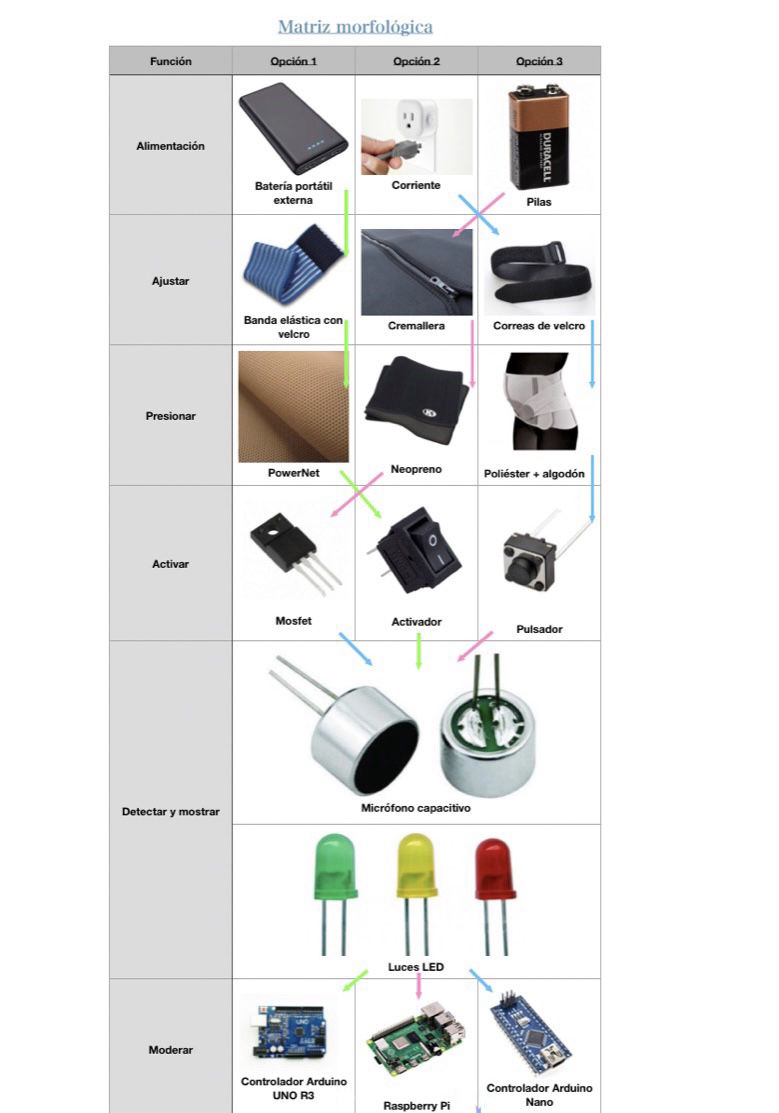 Matriz morfológica
Función Opción 1 Opción 2 Opción 3
Alimentación
Batería portátil
externa
Corriente
DURACELL
Pilas
Ajustar
Banda elástica con
velcro
Cremallera
Correas de velcro
Presionar
PowerNet
Neopreno
Poliéster + algodón
Activar
Mosfet
Activador
Pulsador
Detectar y mostrar
Micrófono capacitivo
Luces LED
Moderar
UNO
Controlador Arduino
UNO R3
Raspberry Pi
Controlador Arduino
Nano